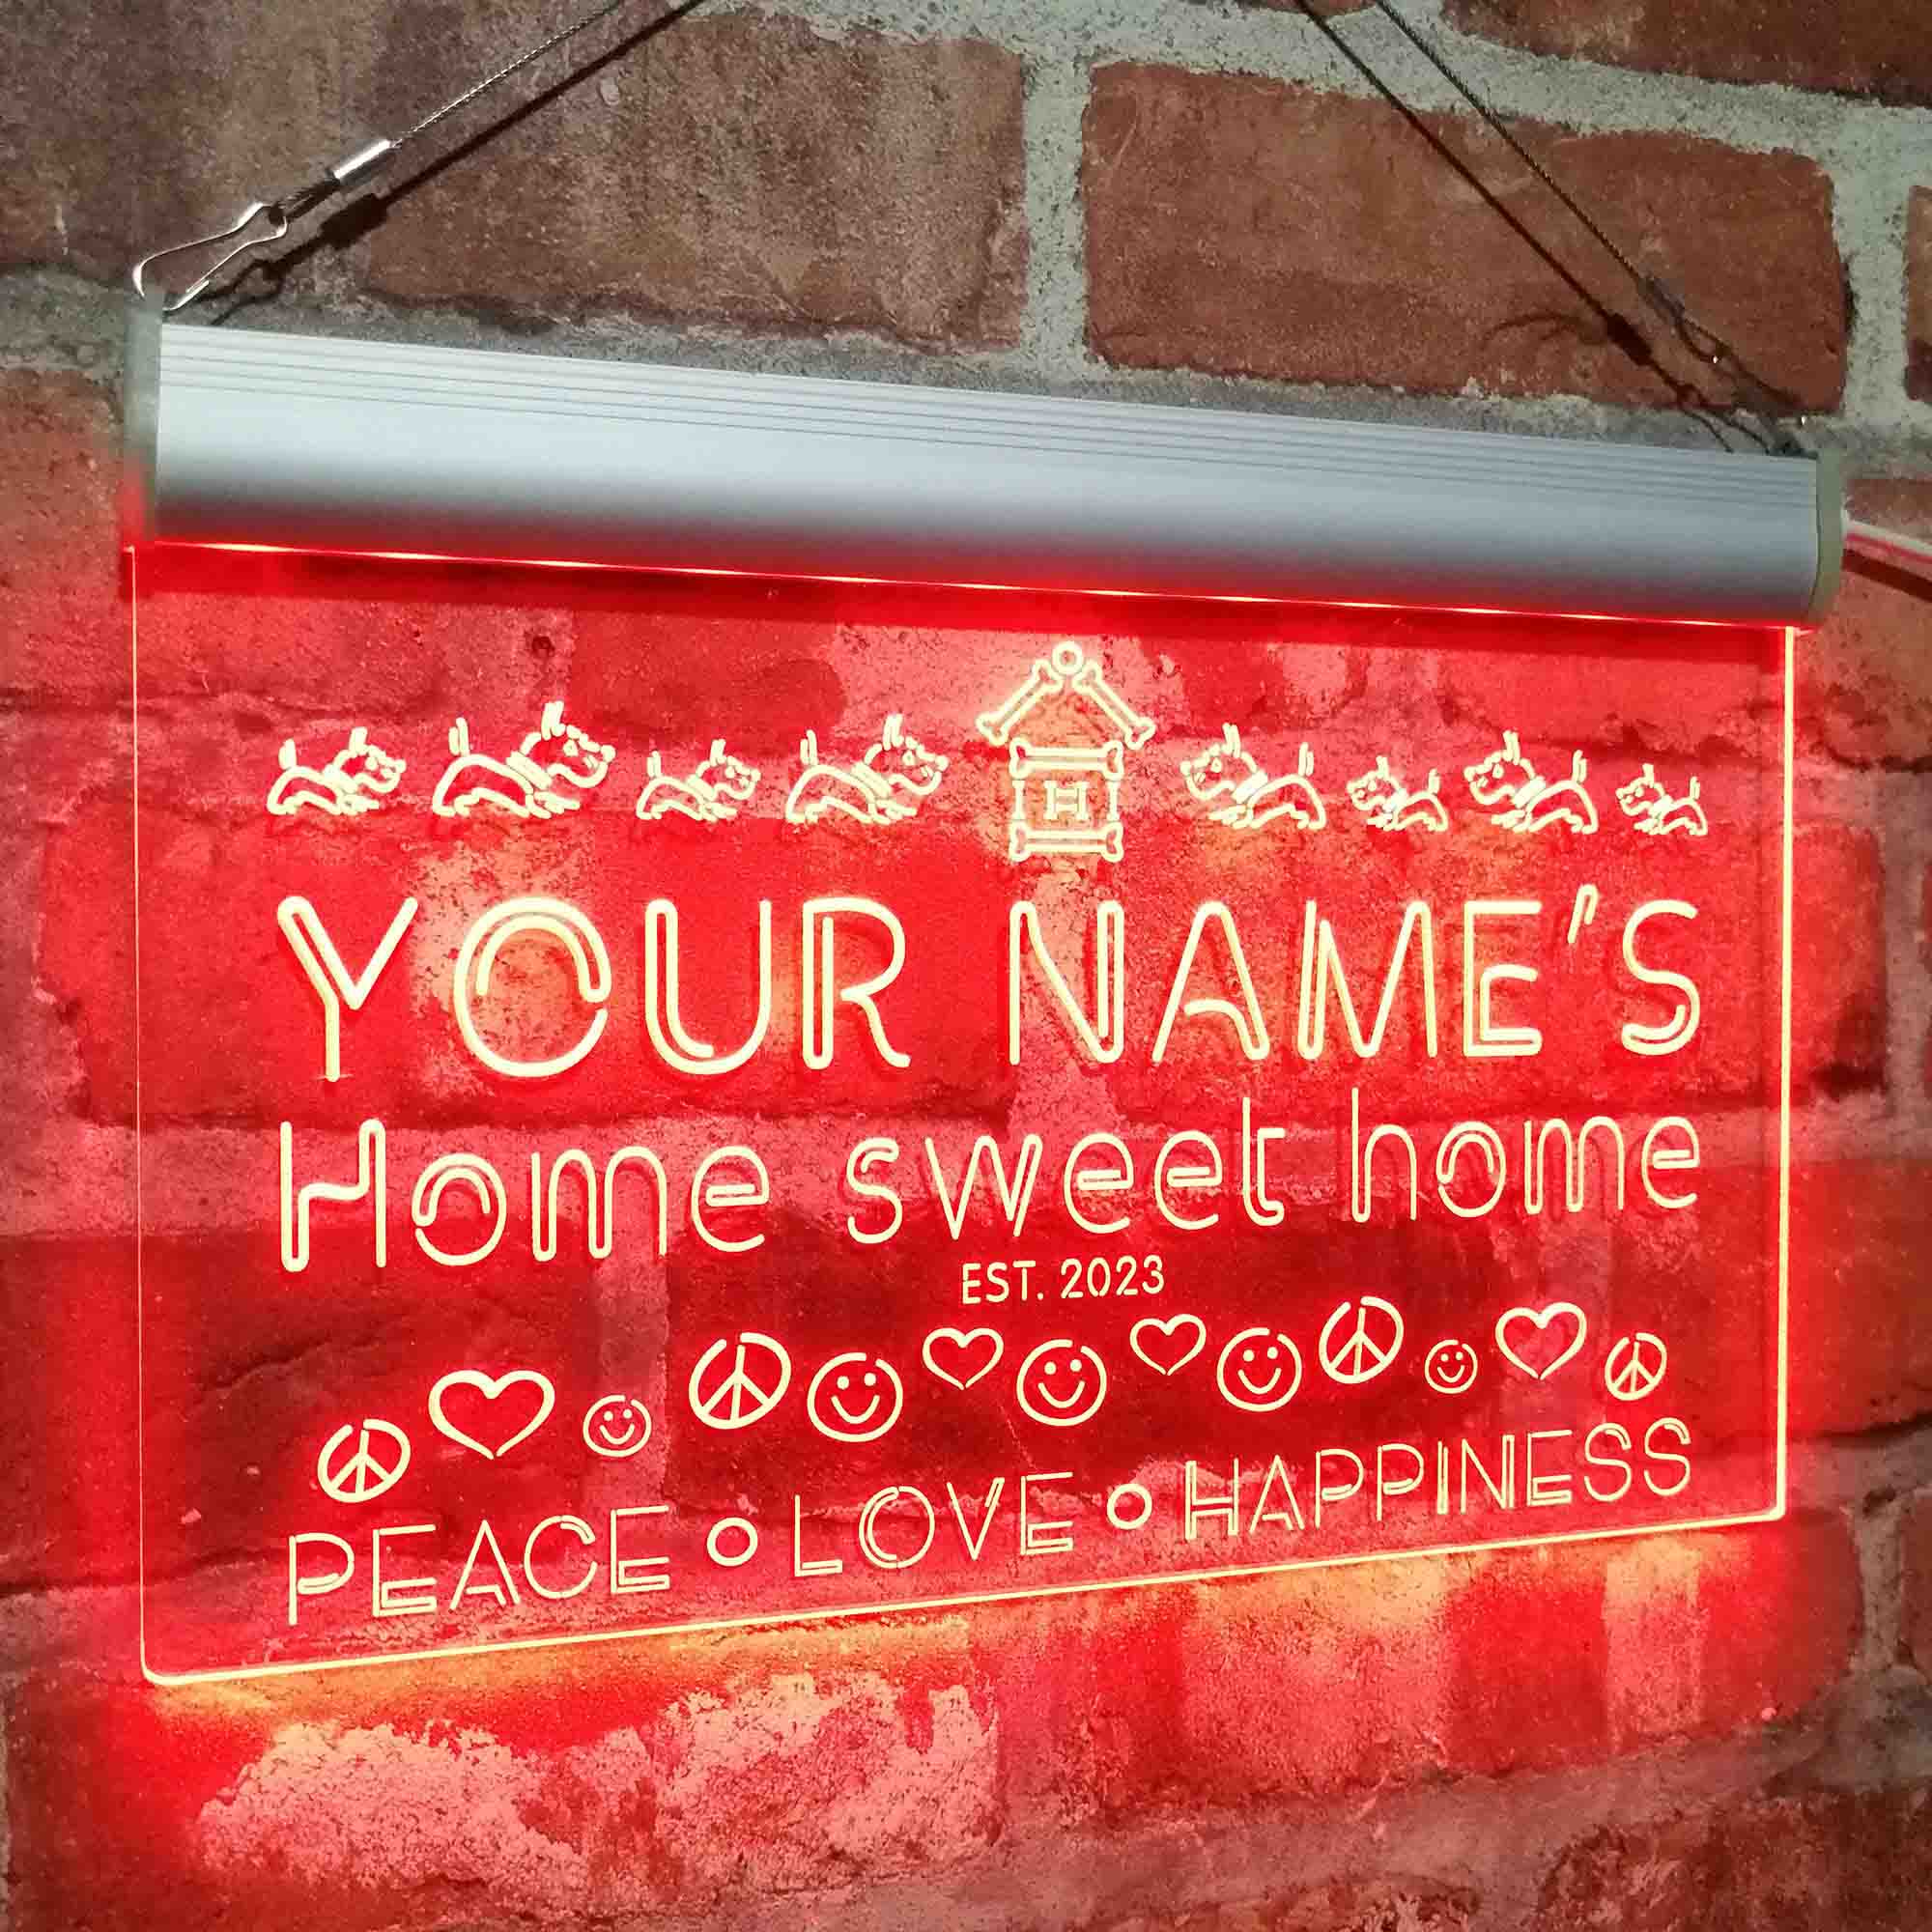 H
YOUR NAME'S
Home sweet home
EST. 2023
PEACE o LOVE o HAPPINESS